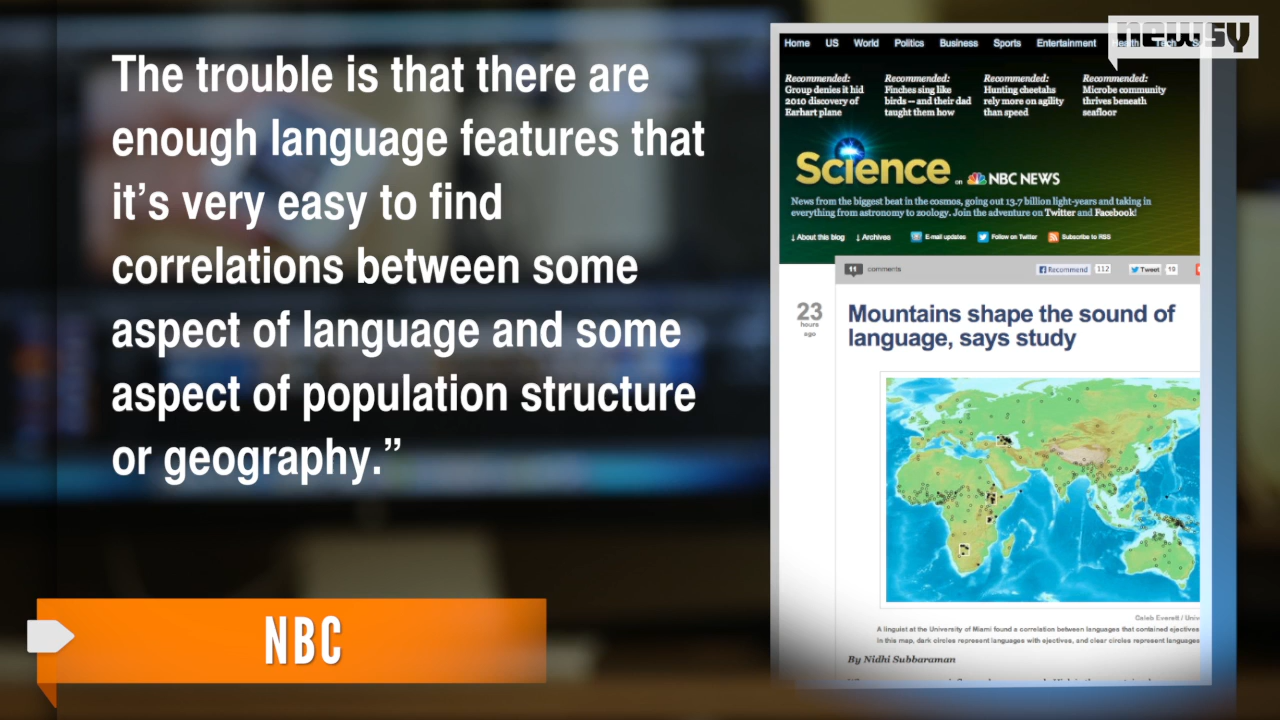 The trouble is that there are
enough language features that
it’s very easy to find
correlations between some
aspect of language and some
aspect of population structure
or geography.”
NBC
newsy
Home US World Politics Business Sports Entertainment Health Tech
Recommended: Recommended: Recommended: Recommended:
Group denies it hid Finches sing like Hunting cheetahs Microbe community
2010 discovery of birds -- and their dad rely more on agility thrives beneath
Earhart plane taught them how than speed seafloor
Science on NBC NEWS
News from the biggest beat in the cosmos, going out 13.7 billion light-years and taking in
everything from astronomy to zoology. Join the adventure on Twitter and Facebook!
↓ About this blog ↓ Archives E-mail updates Follow on Twitter Subscribe to RSS
comments Recommend 112 Tweet 19
23
hours
ago
Mountains shape the sound of
language, says study
Caleb Everett / Univ
A linguist at the University of Miami found a correlation between languages that contained ejectives
In this map, dark circles represent languages with ejectives, and clear circles represent languages
By Nidhi Subbaraman